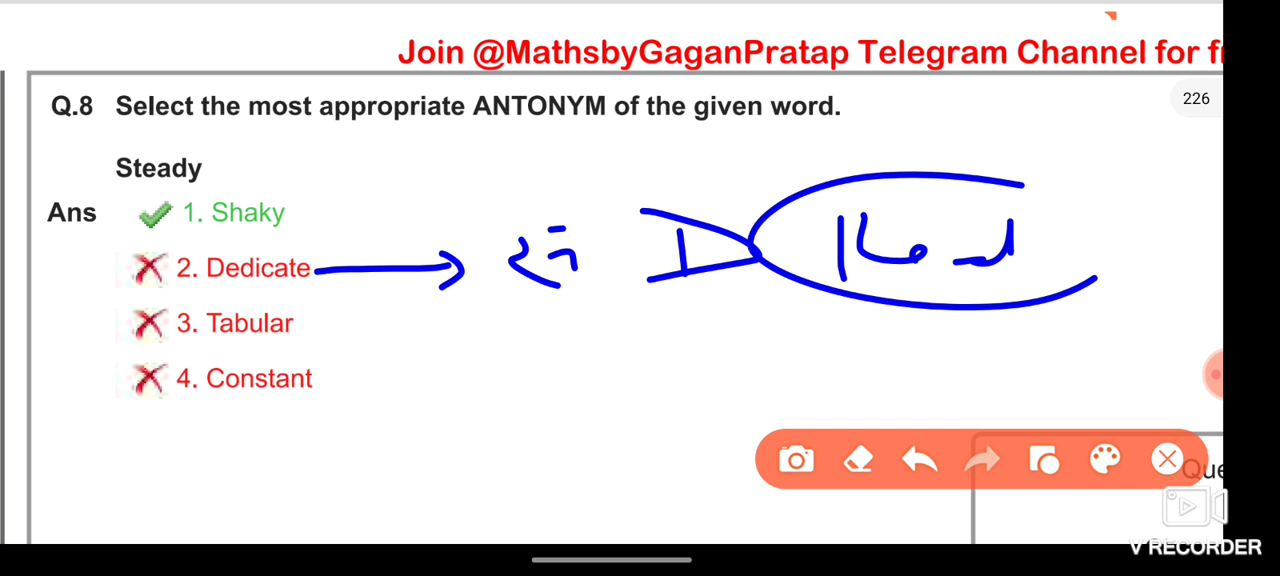 Join @MathsbyGaganPratap Telegram Channel for f
226
Q.8 Select the most appropriate ANTONYM of the given word.
Steady
Ans 1. Shaky
2. Dedicate
3. Tabular
4. Constant
Que
V RECORDER